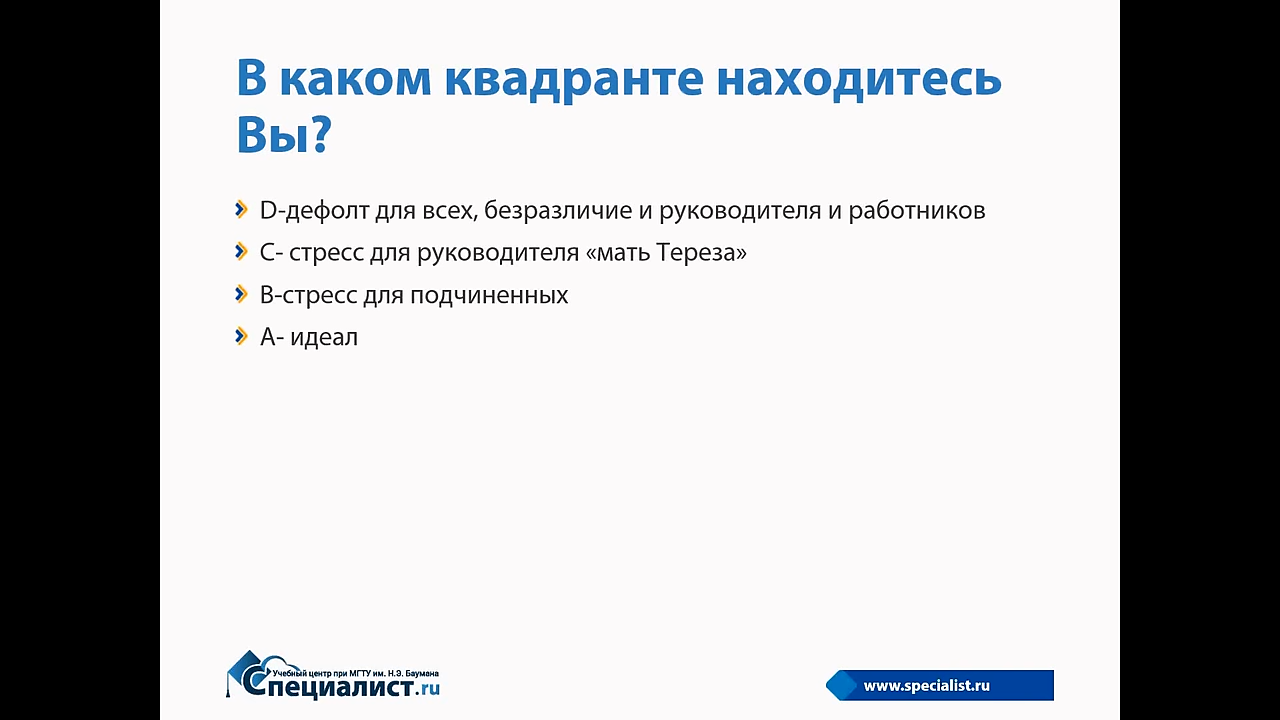 В каком квадранте находитесь
Вы?
D-дефолт для всех, безразличие и руководителя и работников
С- стресс для руководителя «мать Тереза»
В-стресс для подчиненных
А- идеал
Учебный центр при МГТУ им. Н.Э. Баумана
Специалист.ru
www.specialist.ru